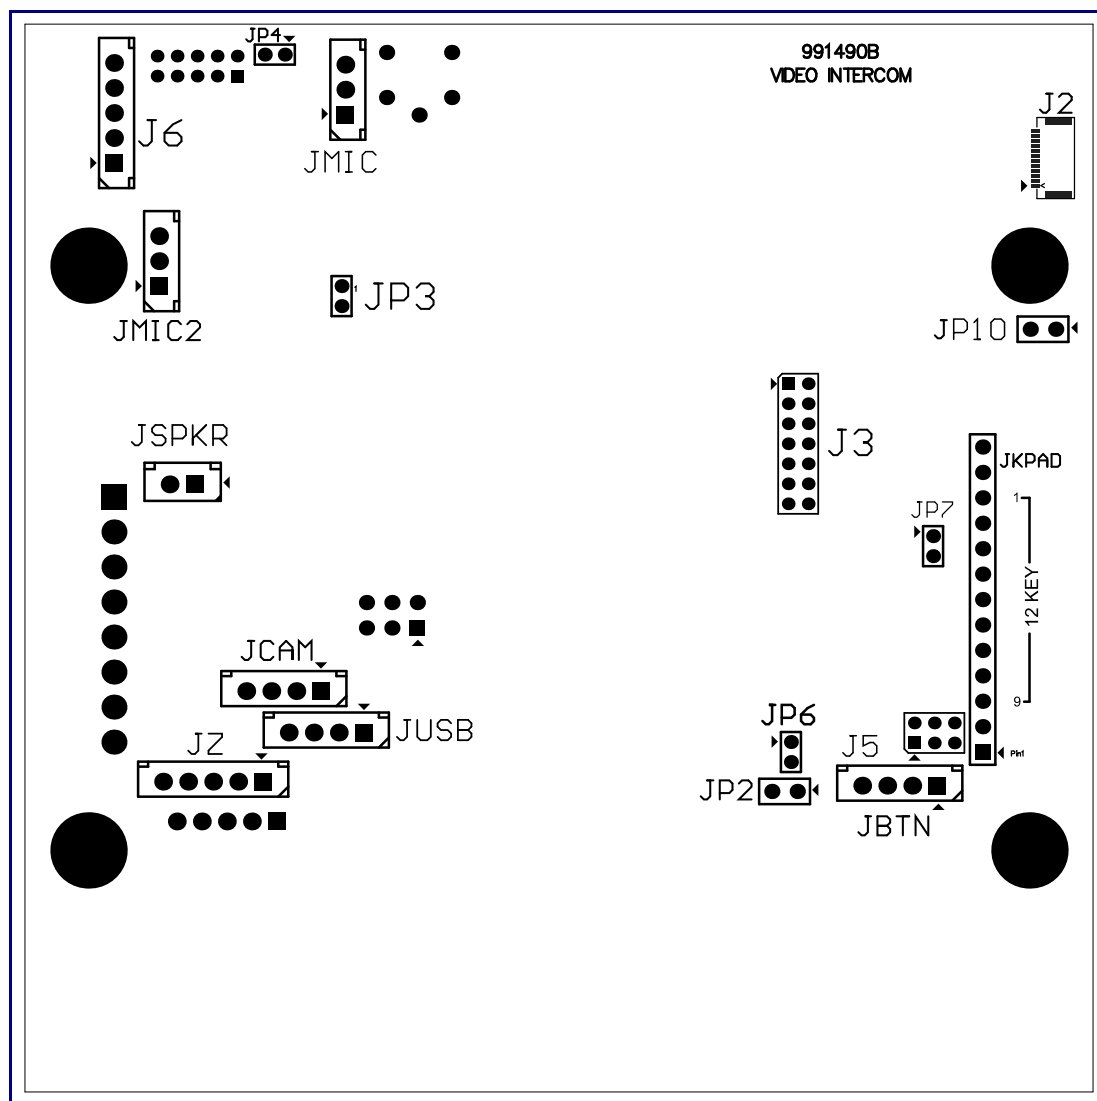 JP4
991490B
VIDEO INTERCOM
J2
J6
JMIC
1
JP3
JMIC2
JP10
JSPKR
J3
JKPAD
1
JP7
12 KEY
JCAM
9
JP6
JUSB
JZ
J5
Pin1
JP2
JBTN